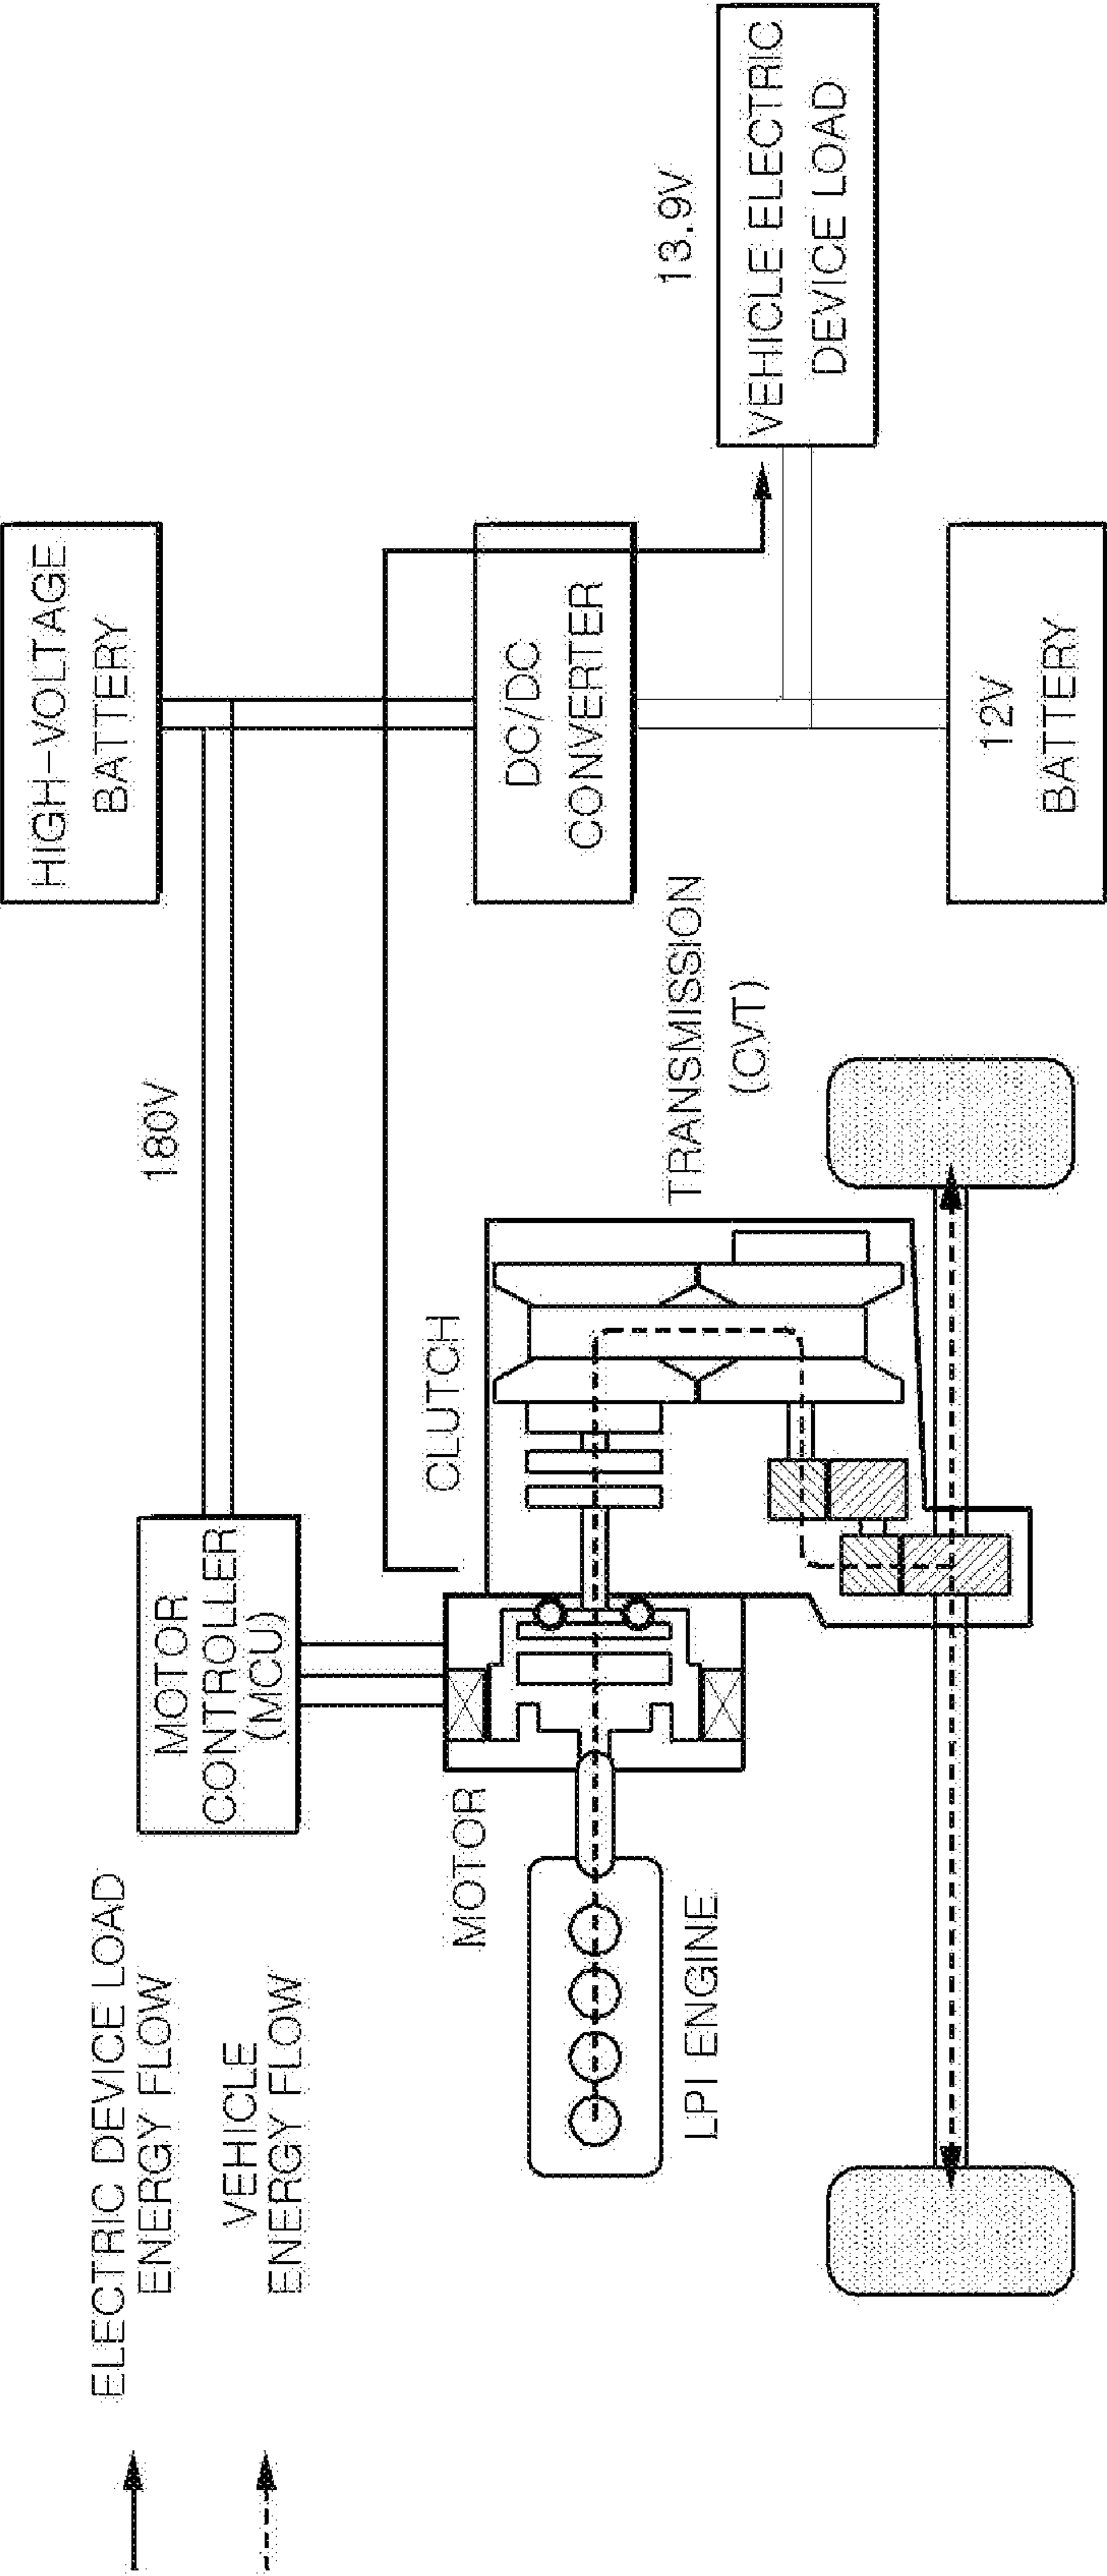 ELECTRIC DEVICE LOAD
ENERGY FLOW
VEHICLE
ENERGY FLOW
MOTOR
CONTROLLER
(MCU)
180V
HIGH-VOLTAGE
BATTERY
MOTOR
CLUTCH
LPI ENGINE
TRANSMISSION
(CVT)
DC/DC
CONVERTER
13.9V
VEHICLE ELECTRIC
DEVICE LOAD
12V
BATTERY